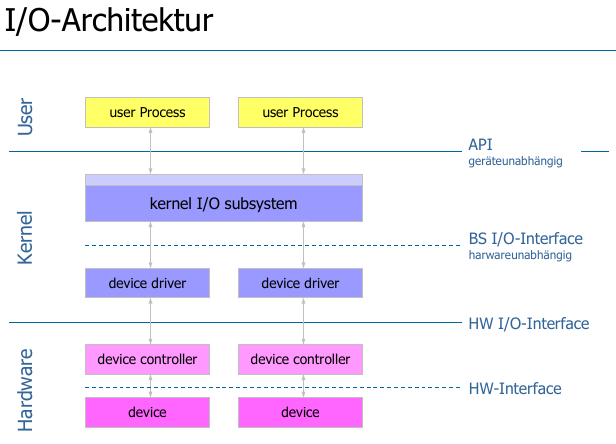 I/O-Architektur
User
user Process
user Process
API
geräteunabhängig
Kernel
kernel I/O subsystem
BS I/O-Interface
harwareunabhängig
device driver
device driver
HW I/O-Interface
Hardware
device controller
device controller
HW-Interface
device
device